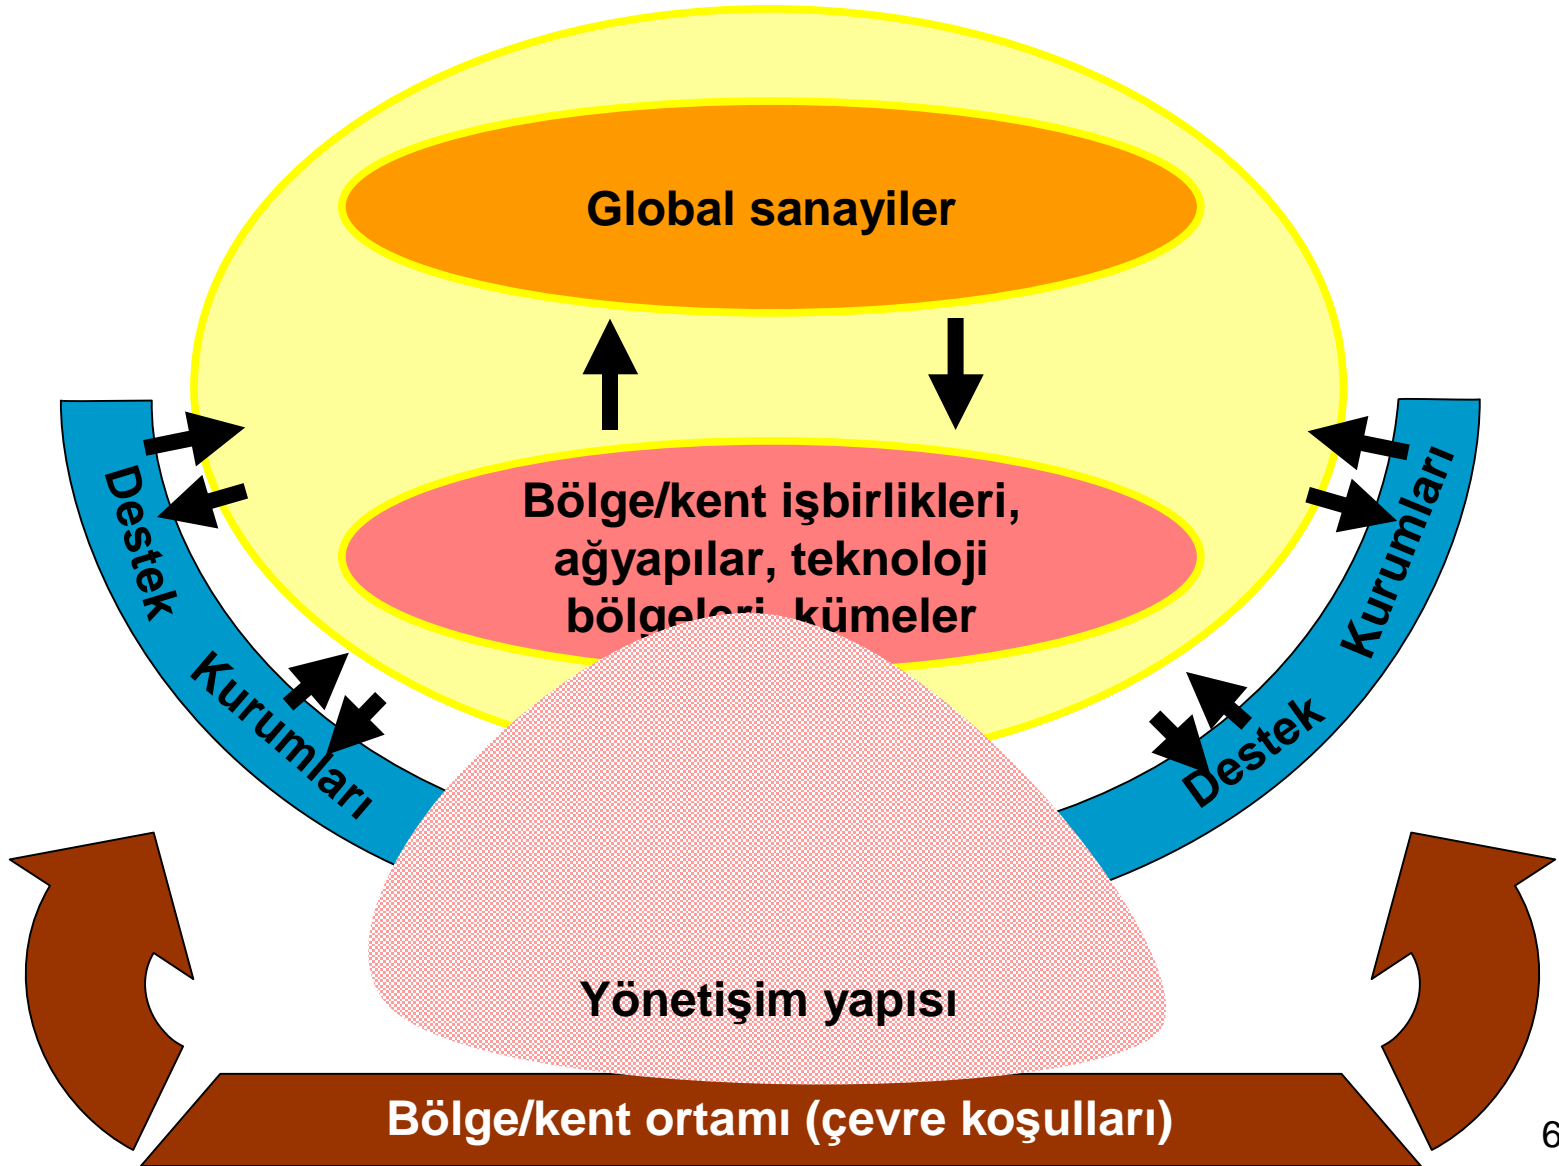 Global sanayiler
Bölge/kent işbirlikleri,
ağyapılar, teknoloji
bölgeleri, kümeler
Destek
Kurumları
Destek
Kurumları
Yönetişim yapısı
Bölge/kent ortamı (çevre koşulları)
6